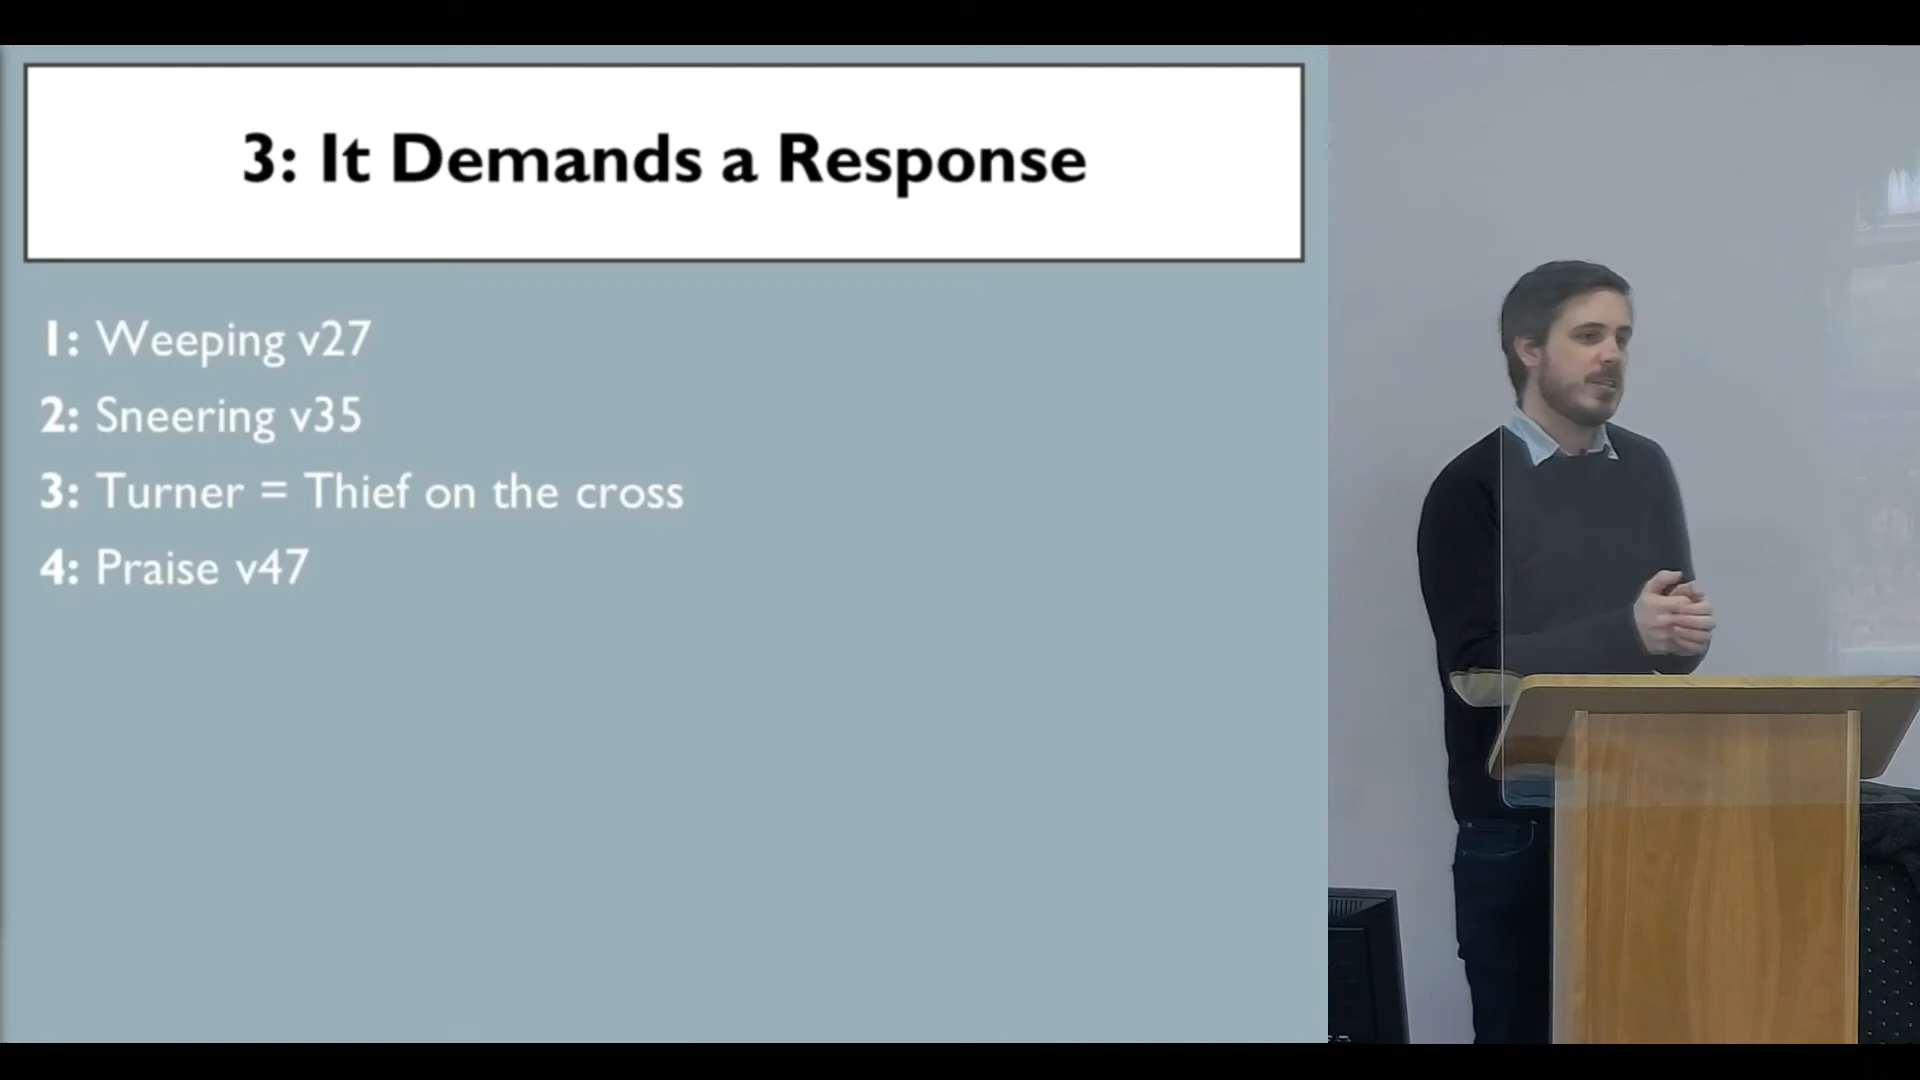 3: It Demands a Response
1: Weeping v27
2: Sneering v35
3: Turner = Thief on the cross
4: Praise v47